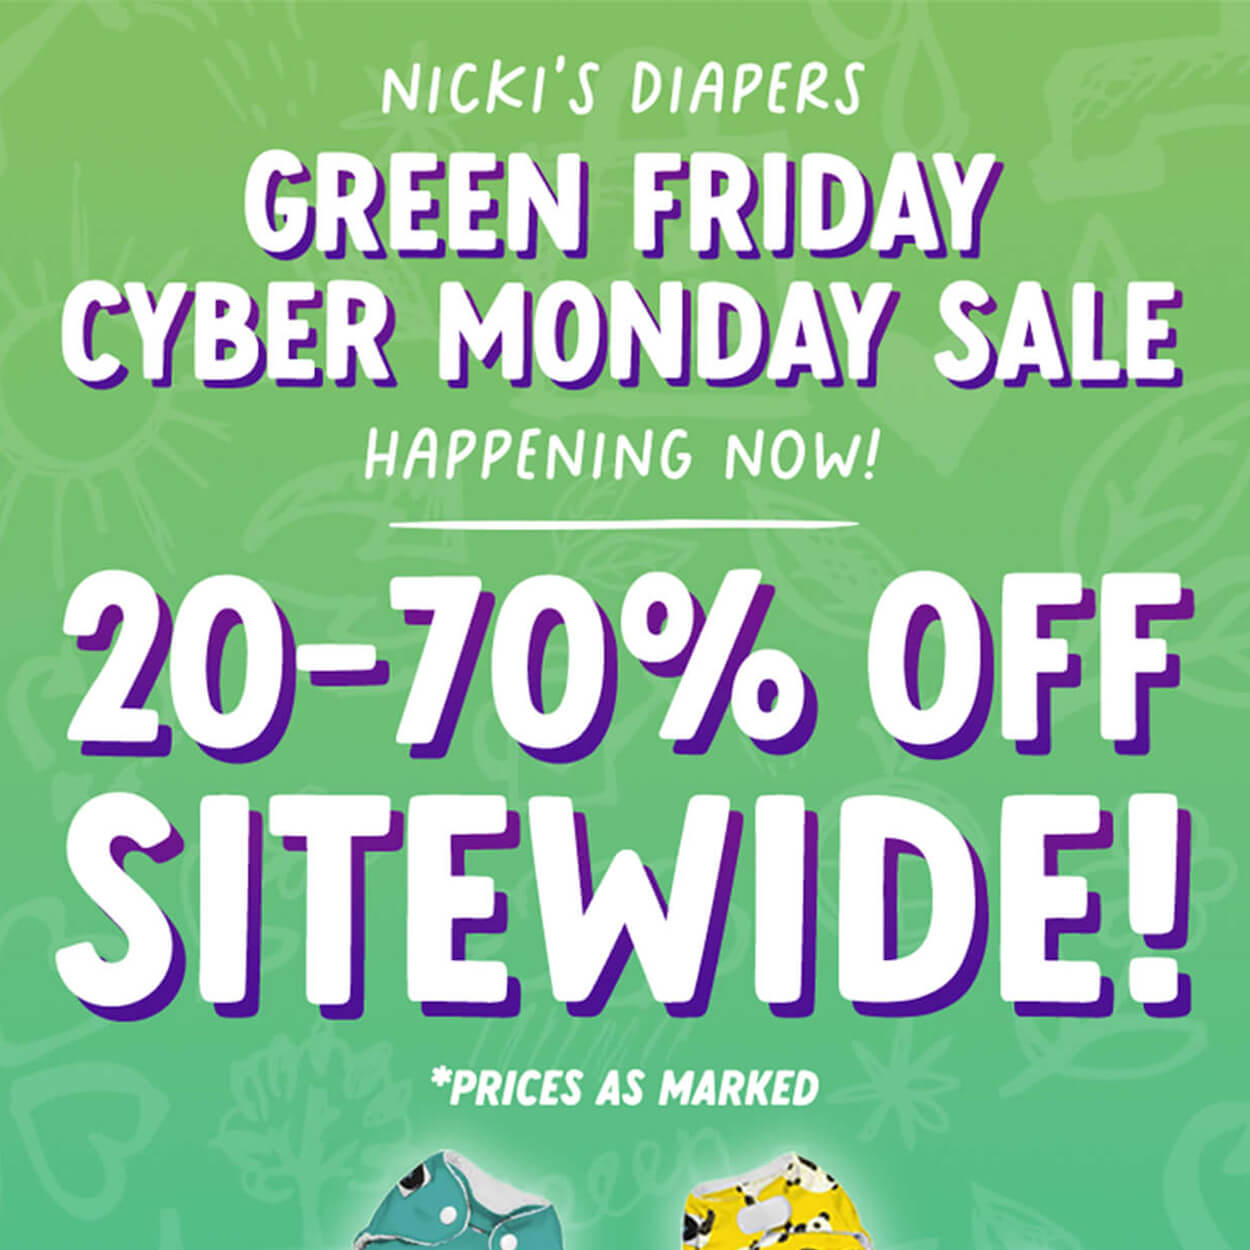 NICKI'S DIAPERS
GREEN FRIDAY
CYBER MONDAY SALE
HAPPENING NOW!
20-70% OFF
SITEWIDE!
*PRICES AS MARKED